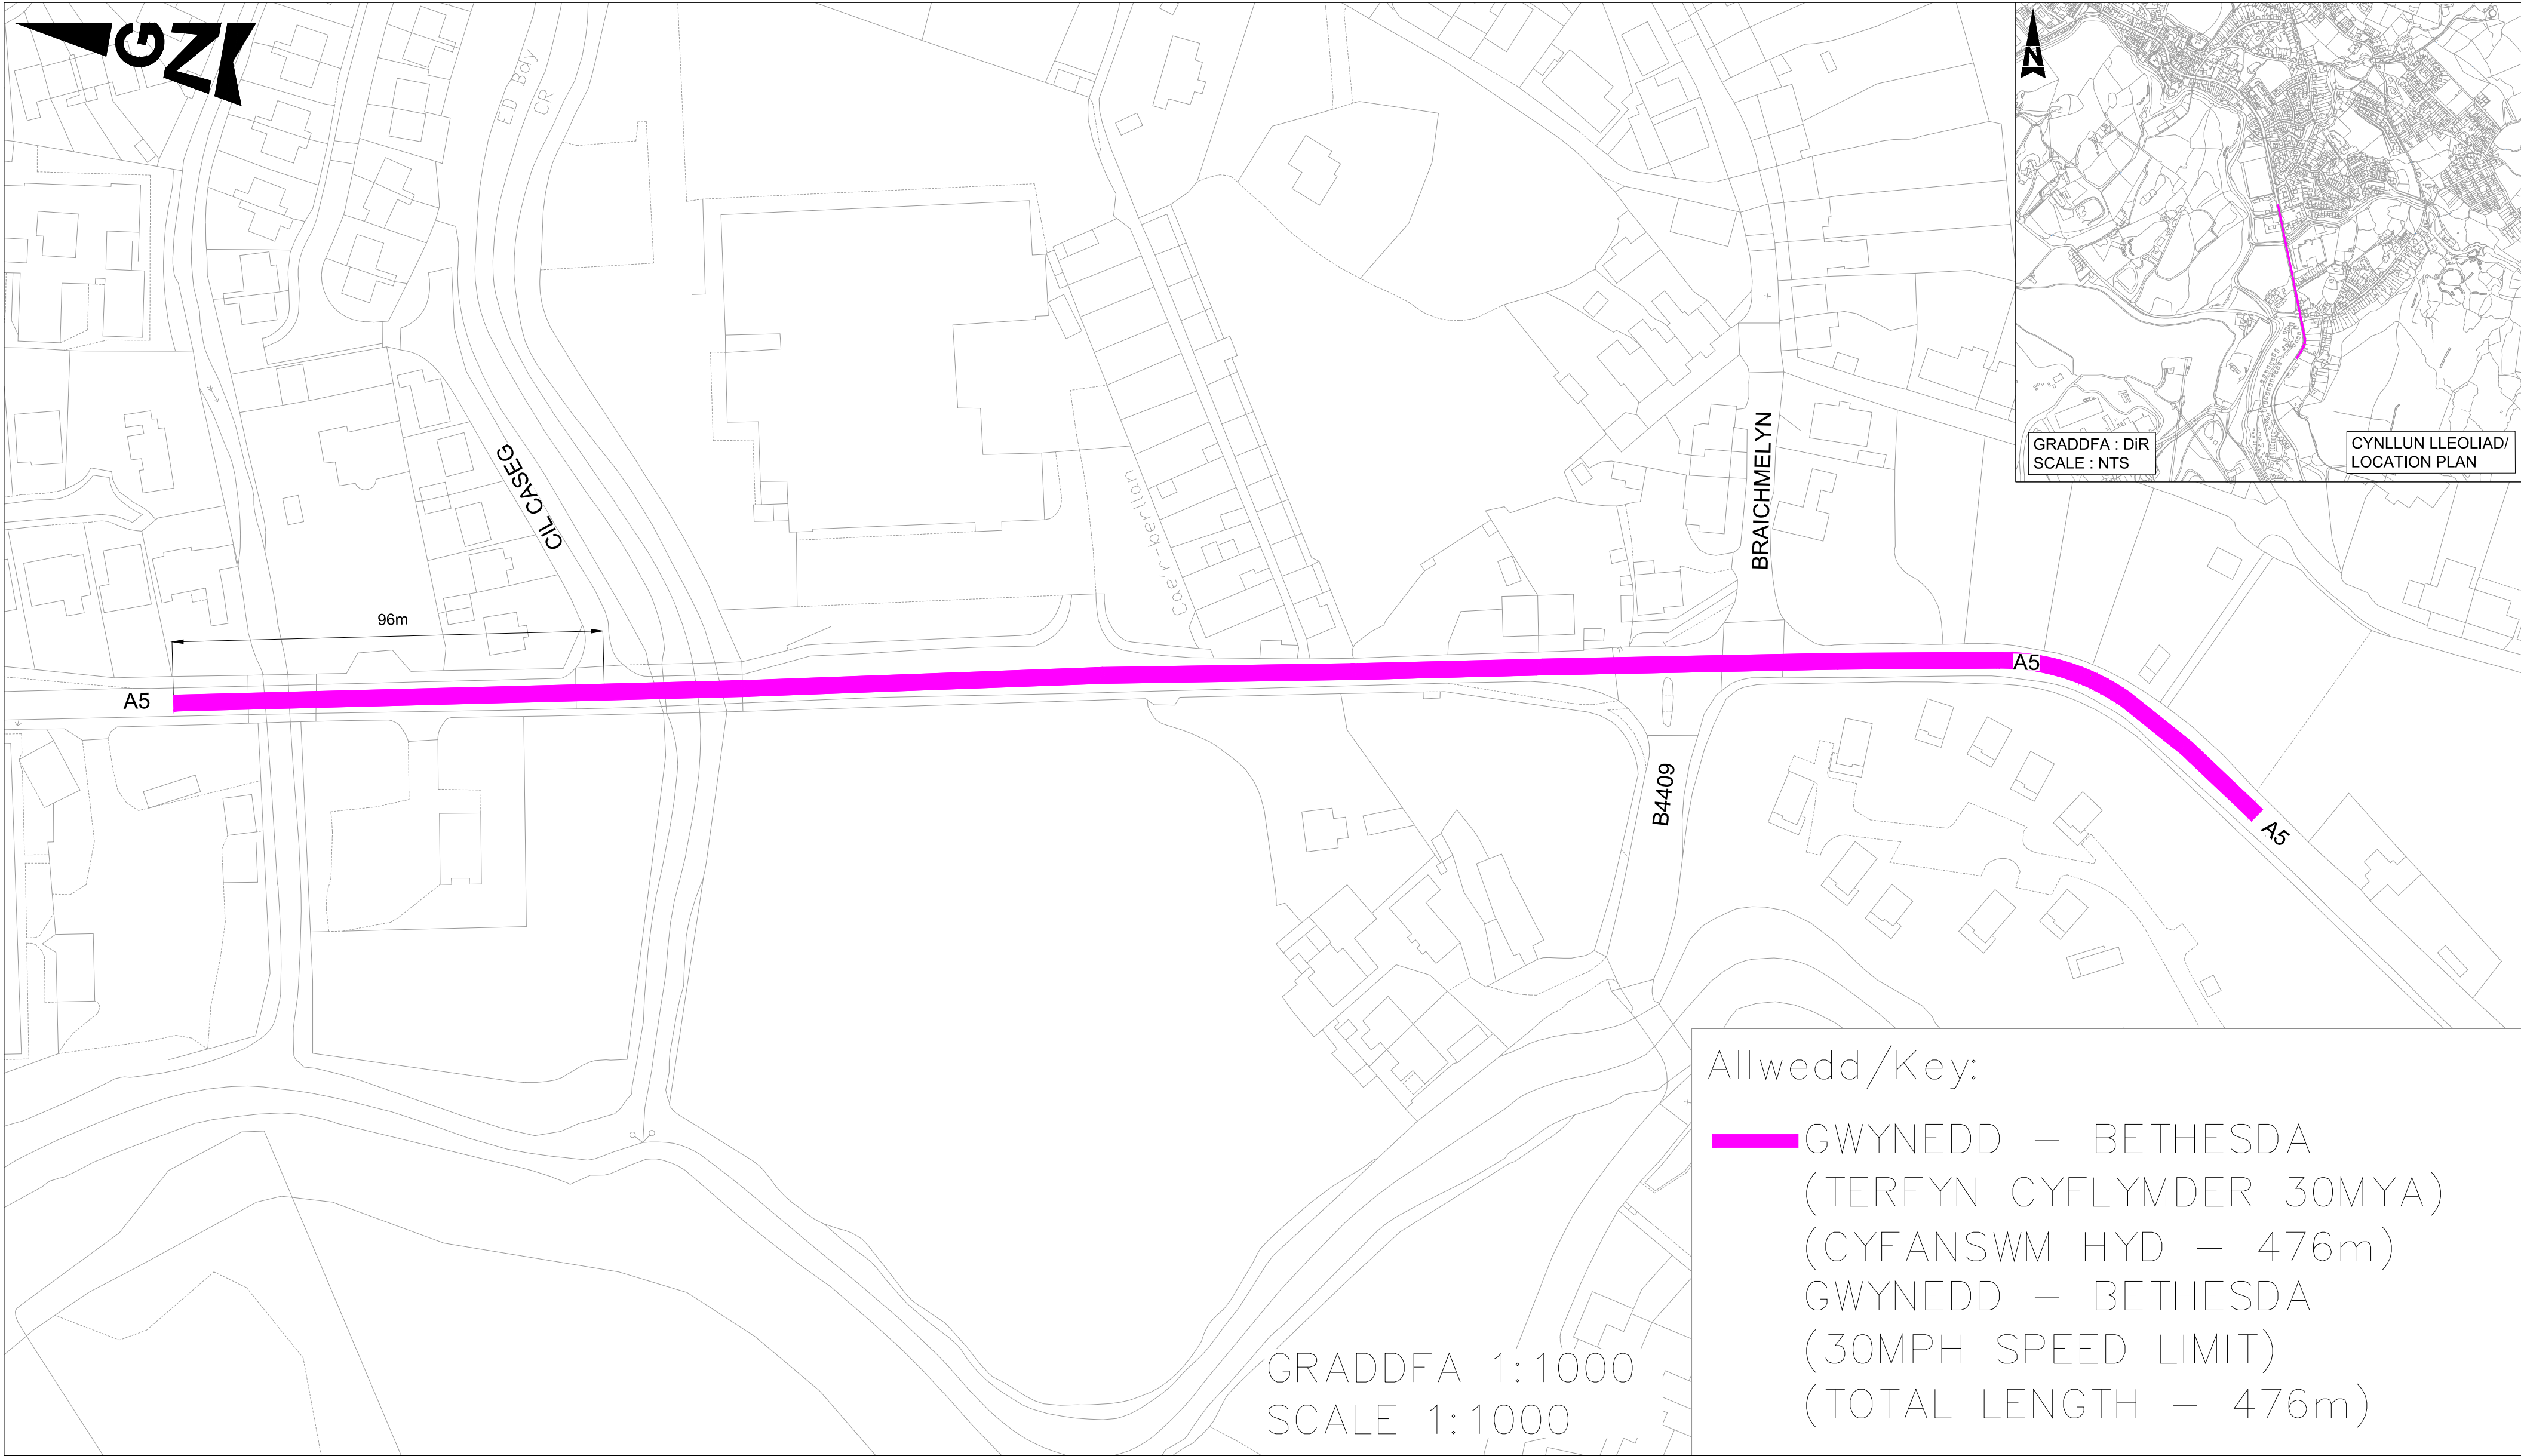 GN
ED Bay
CR
N
GRADDFA : DiR
SCALE : NTS
CYNLLUN LLEOLIAD/
LOCATION PLAN
CIL CASEG
Cae'r-berllan
BRAICHMELYN
96m
A5
A5
B4409
A5
Allwedd/Key:
GWYNEDD – BETHESDA
(TERFYN CYFLYMDER 30MYA)
(CYFANSWM HYD – 476m)
GWYNEDD – BETHESDA
(30MPH SPEED LIMIT)
(TOTAL LENGTH – 476m)
GRADDFA 1:1000
SCALE 1:1000